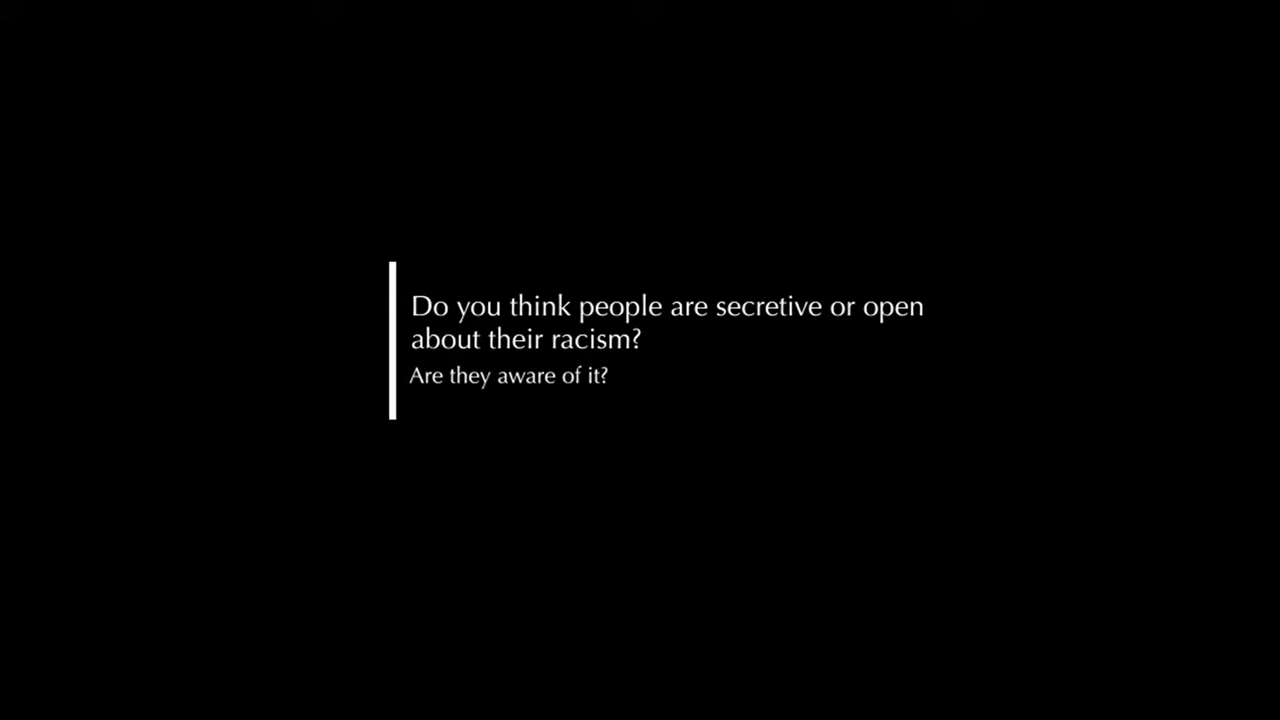 Do you think people are secretive or open
about their racism?
Are they aware of it?